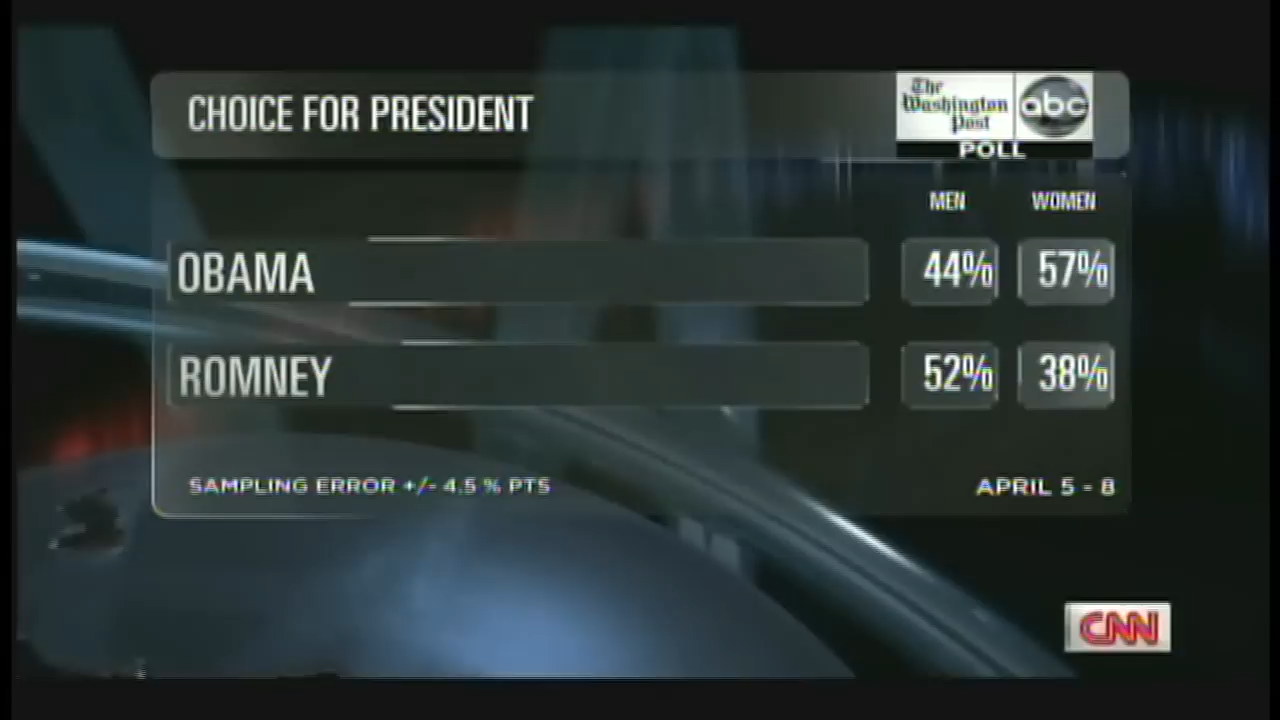 CHOICE FOR PRESIDENT
The
Washington
Post
abc
POLL
MEN WOMEN
OBAMA 44% 57%
ROMNEY 52% 38%
SAMPLING ERROR +/- 4.5 % PTS APRIL 5 - 8
CNN